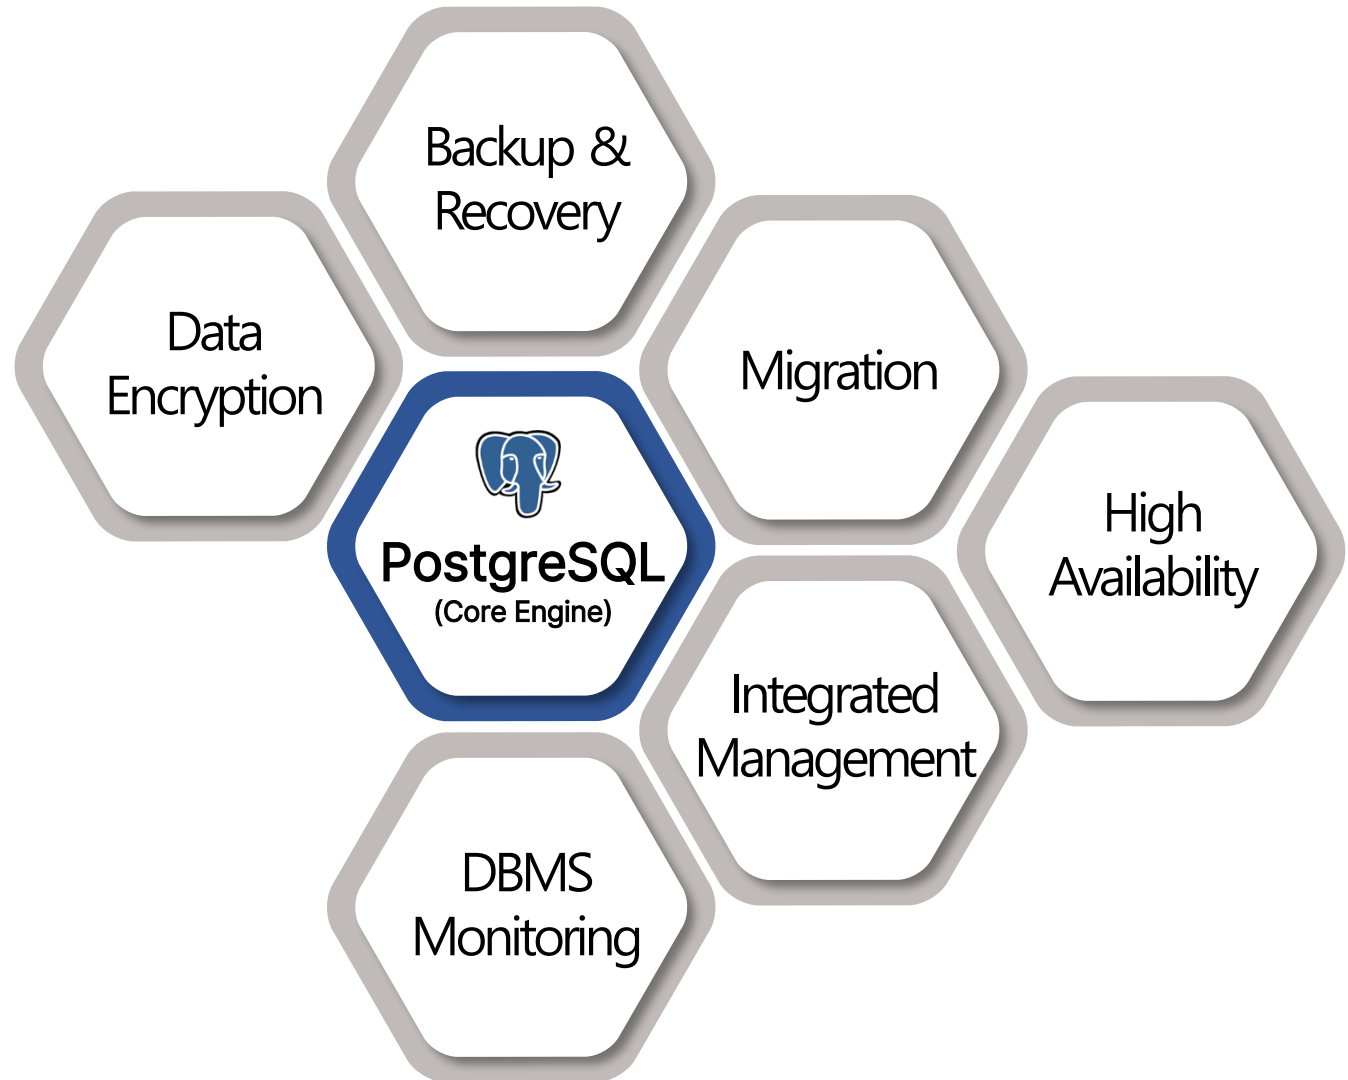 Backup &
Recovery
Data
Encryption
Migration
PostgreSQL
(Core Engine)
High
Availability
Integrated
Management
DBMS
Monitoring